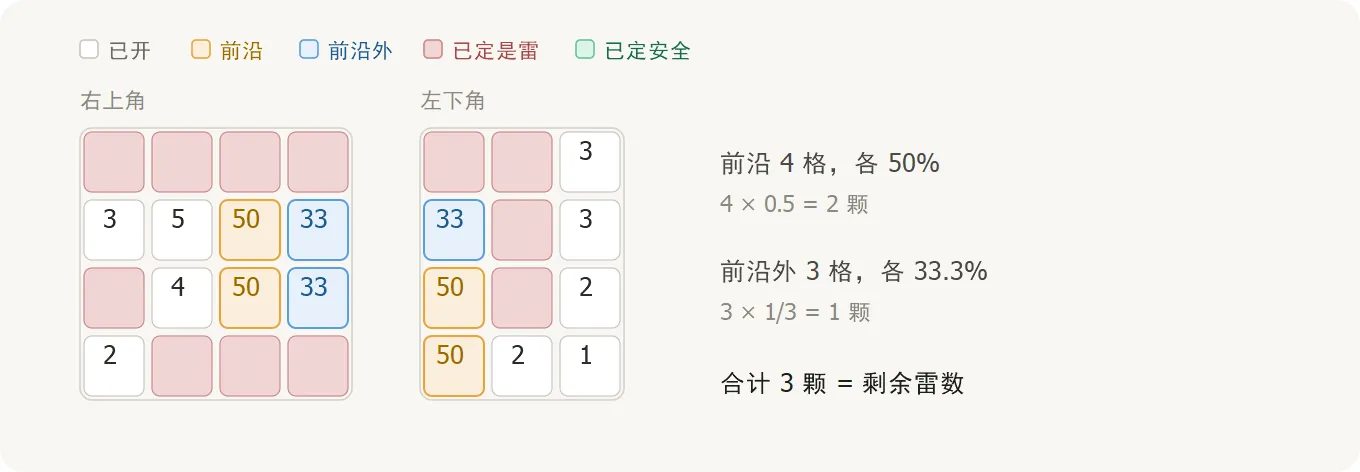 已开 前沿 前沿外 已定是雷 已定安全
右上角
3 5 50 33
4 50 33
2
左下角
3
33 3
50 2
50 2 1
前沿 4 格，各 50%
4 × 0.5 = 2 颗
前沿外 3 格，各 33.3%
3 × 1/3 = 1 颗
合计 3 颗 = 剩余雷数